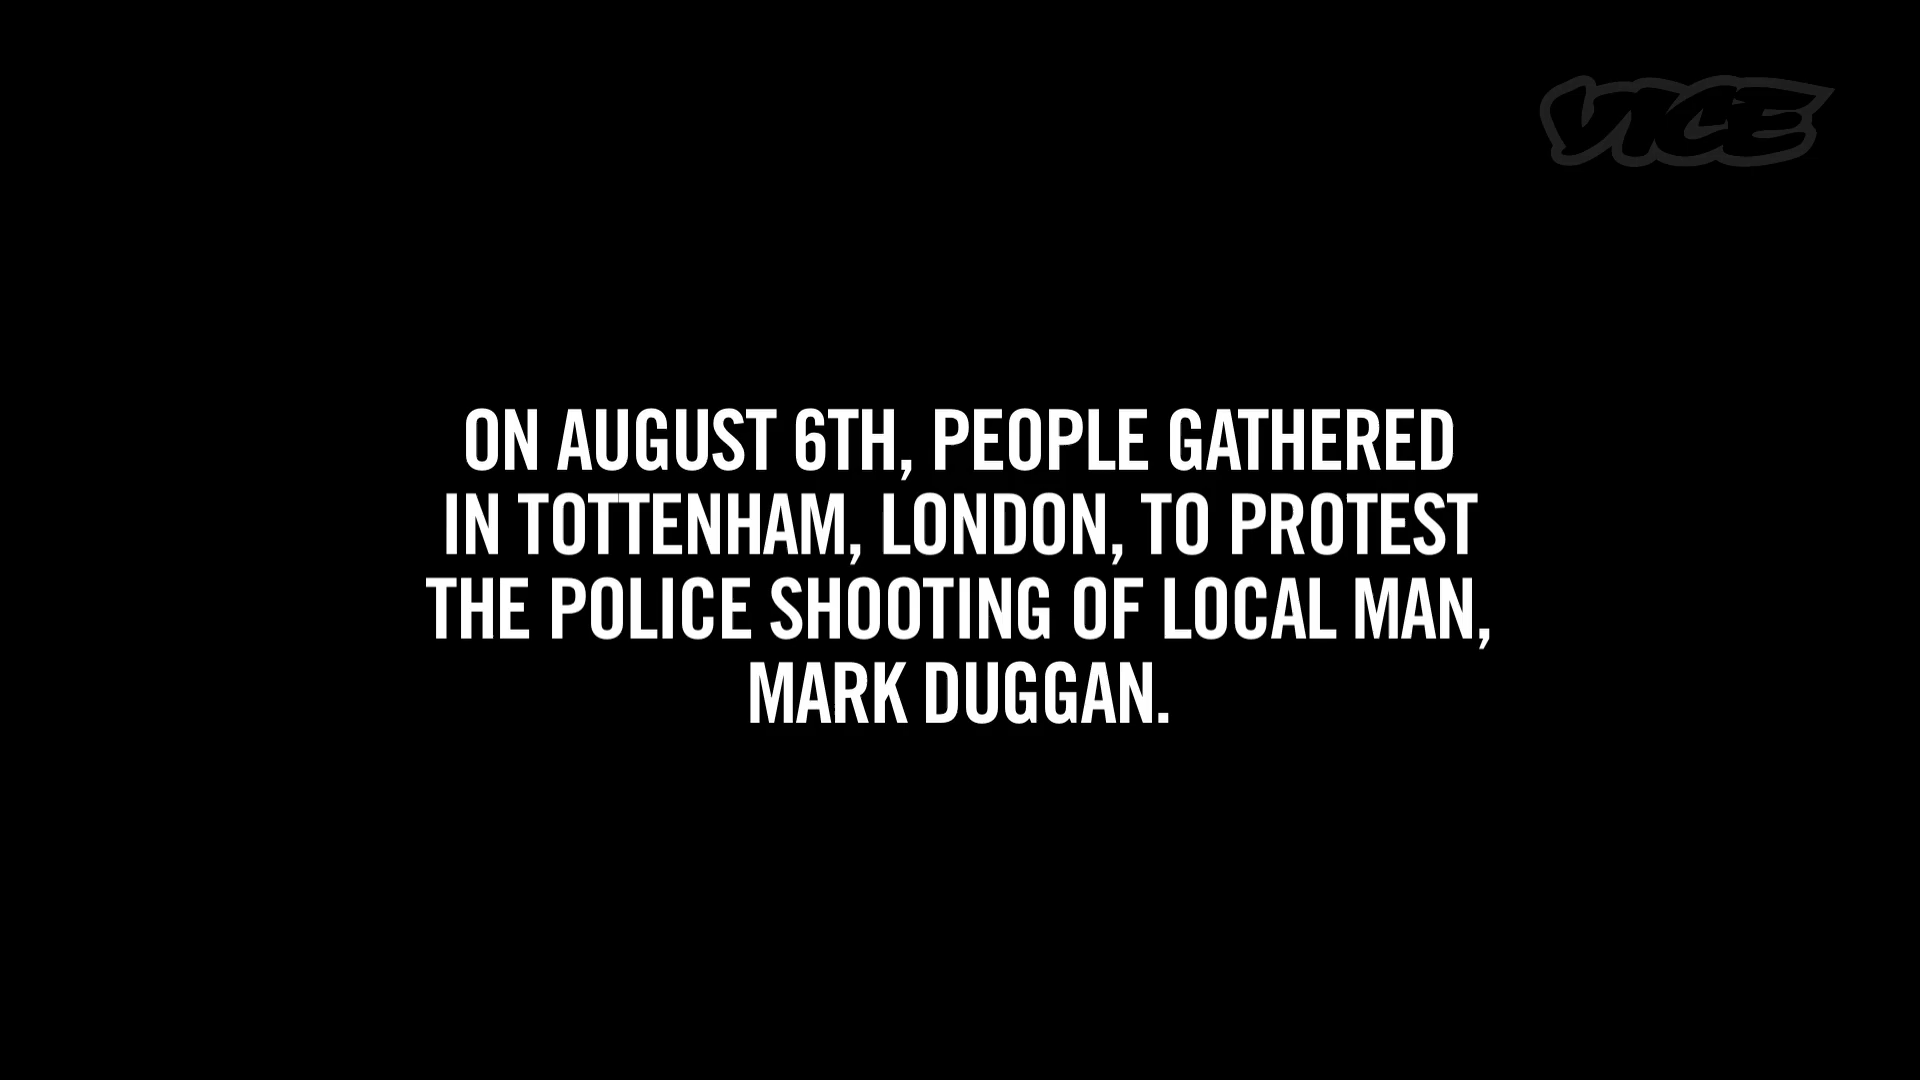 VICE
ON AUGUST 6TH, PEOPLE GATHERED
IN TOTTENHAM, LONDON, TO PROTEST
THE POLICE SHOOTING OF LOCAL MAN,
MARK DUGGAN.